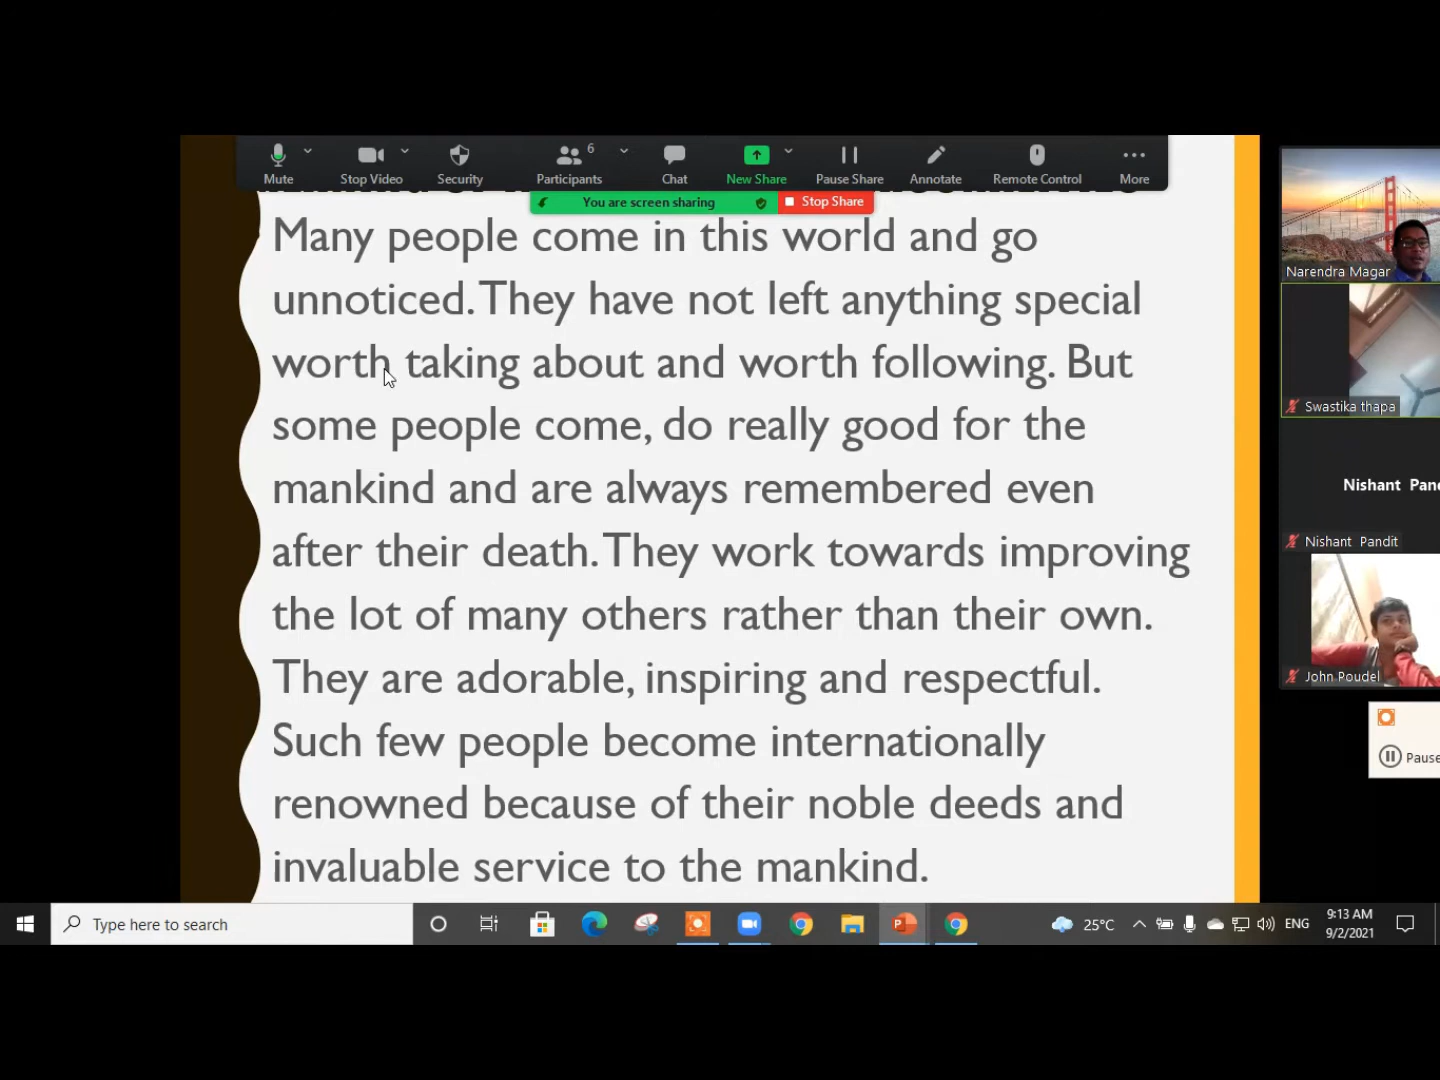 6
Mute
Stop Video
Security
Participants
Chat
New Share
Pause Share
Annotate
Remote Control
More
You are screen sharing
Stop Share
Many people come in this world and go
unnoticed. They have not left anything special
worth taking about and worth following. But
some people come, do really good for the
mankind and are always remembered even
after their death. They work towards improving
the lot of many others rather than their own.
They are adorable, inspiring and respectful.
Such few people become internationally
renowned because of their noble deeds and
invaluable service to the mankind.
Narendra Magar
Swastika thapa
Nishant
Nishant Pandit
John Poudel
Pause
Type here to search
25°C
ENG
9:13 AM
9/2/2021